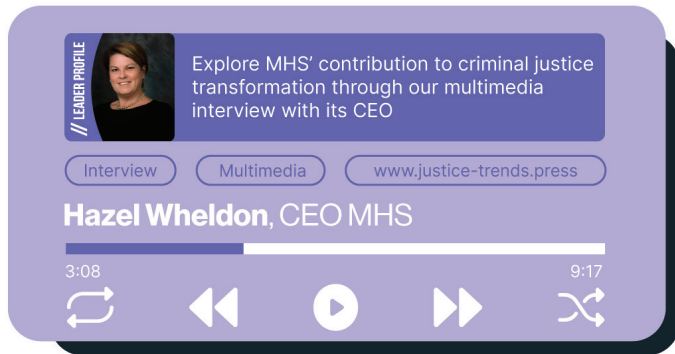 // LEADER PROFILE
Explore MHS' contribution to criminal justice
transformation through our multimedia
interview with its CEO
Interview
Multimedia
www.justice-trends.press
Hazel Wheldon, CEO MHS
3:08
9:17